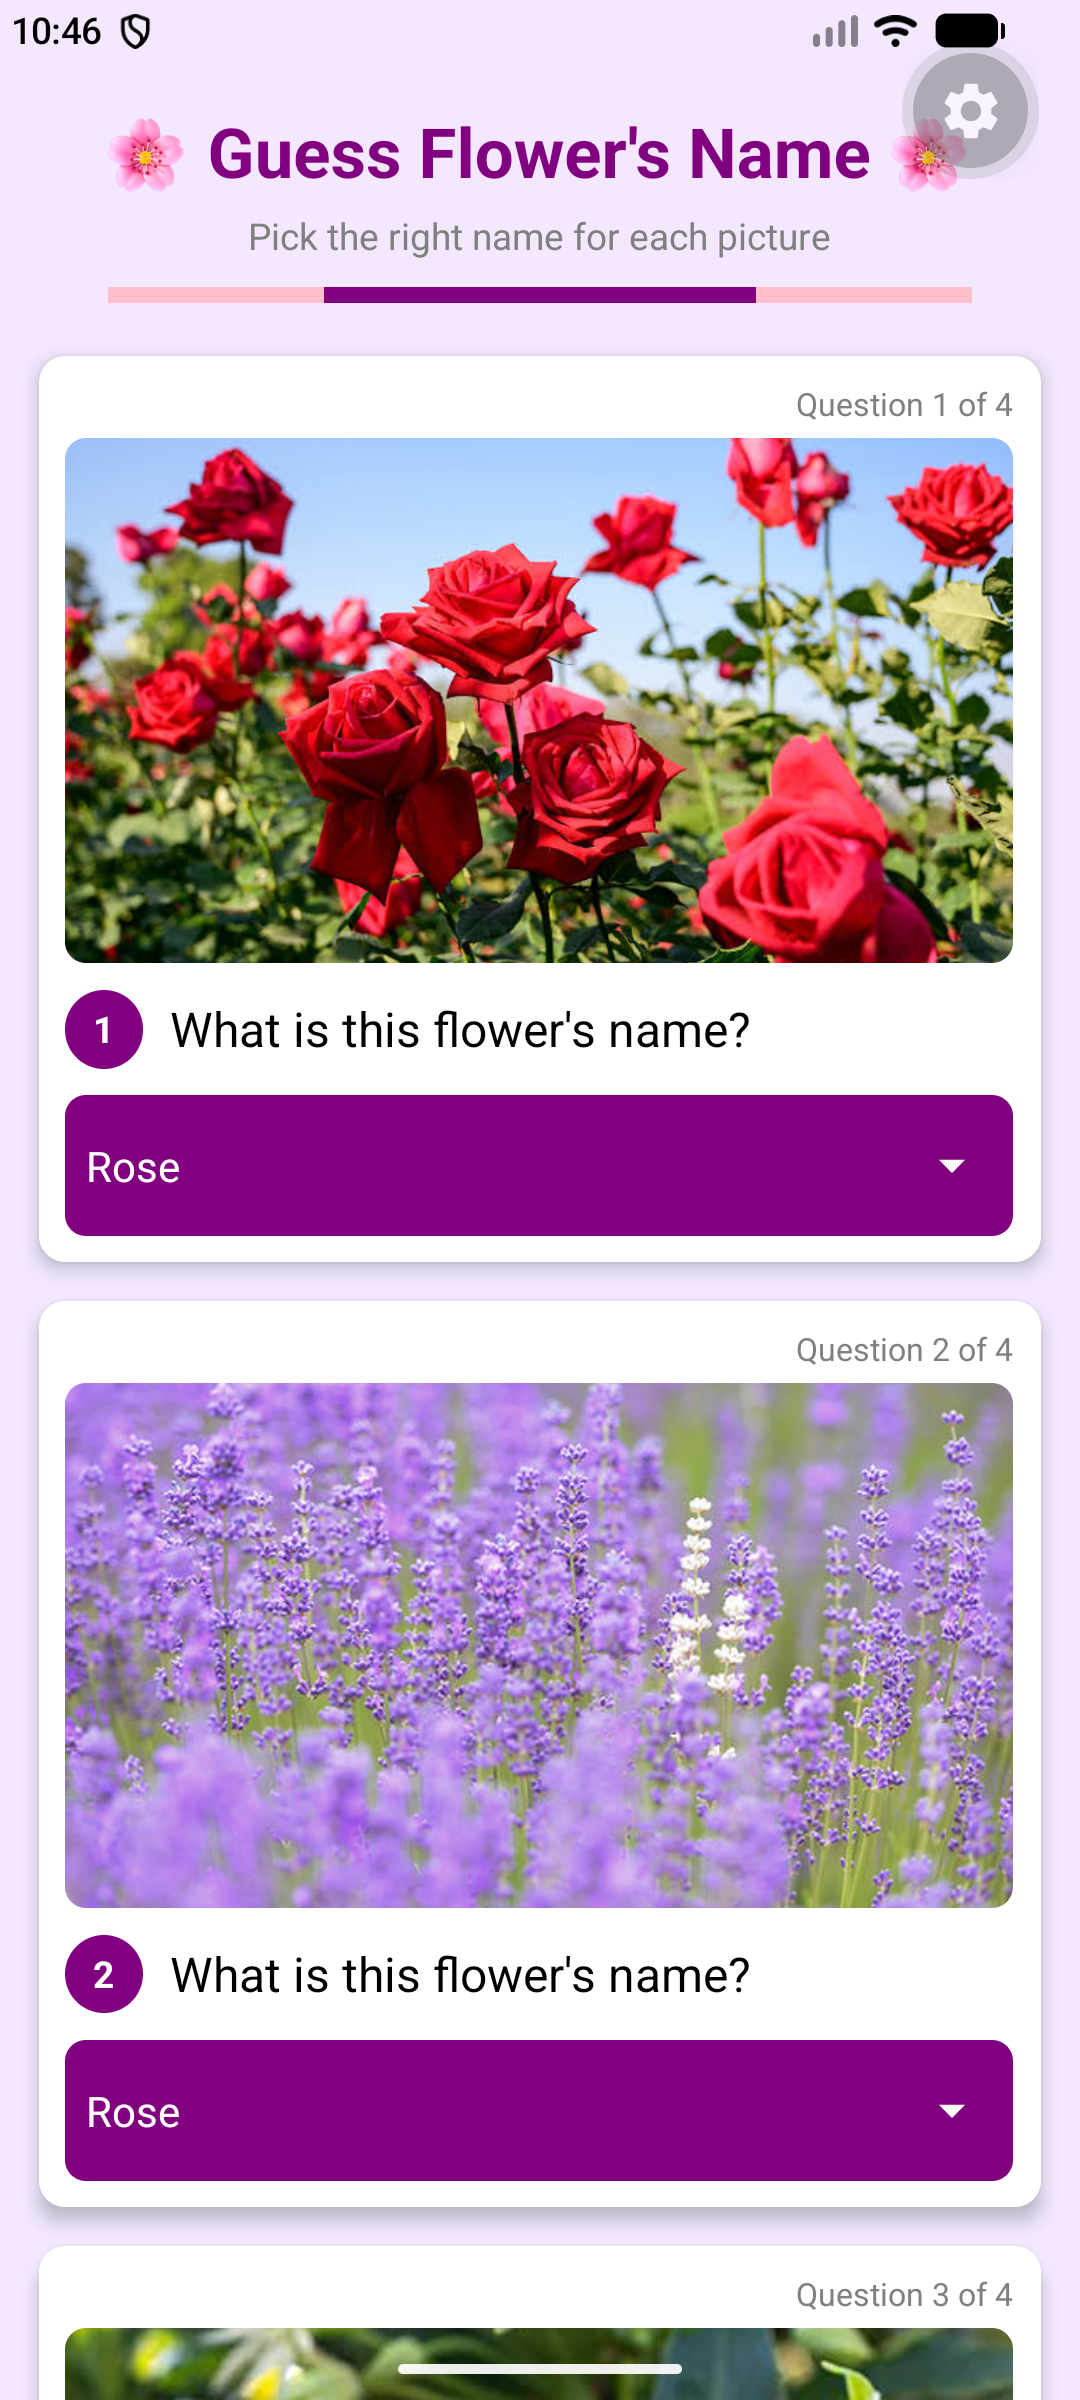 10:46
🌸 Guess Flower's Name 🌸
Pick the right name for each picture
Question 1 of 4
1 What is this flower's name?
Rose
Question 2 of 4
2 What is this flower's name?
Rose
Question 3 of 4